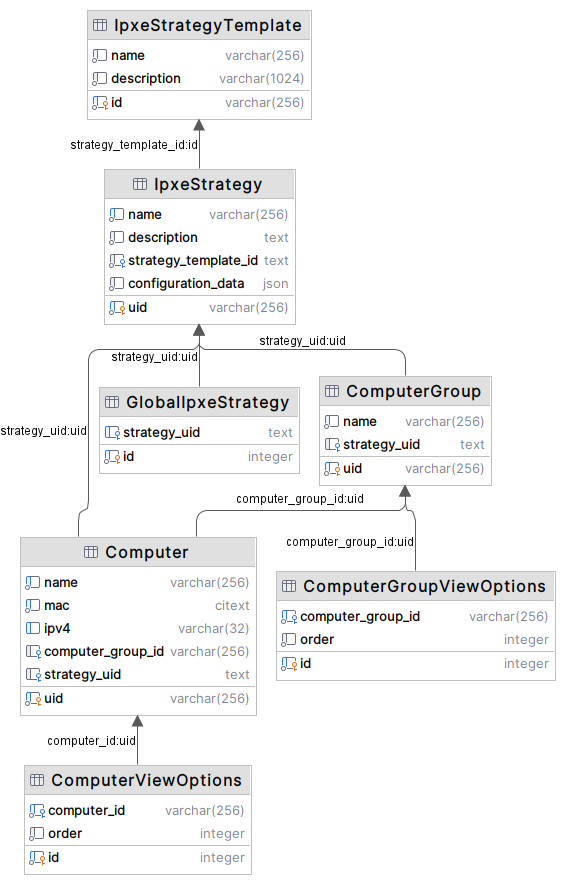 IpxeStrategyTemplate
name varchar(256)
description varchar(1024)
id varchar(256)
strategy_template_id:id
IpxeStrategy
name varchar(256)
description text
strategy_template_id text
configuration_data json
uid varchar(256)
strategy_uid:uid
strategy_uid:uid
strategy_uid:uid
GlobalIpxeStrategy
strategy_uid text
id integer
ComputerGroup
name varchar(256)
strategy_uid text
uid varchar(256)
computer_group_id:uid
computer_group_id:uid
Computer
name varchar(256)
mac citext
ipv4 varchar(32)
computer_group_id varchar(256)
strategy_uid text
uid varchar(256)
ComputerGroupViewOptions
computer_group_id varchar(256)
order integer
id integer
computer_id:uid
ComputerViewOptions
computer_id varchar(256)
order integer
id integer